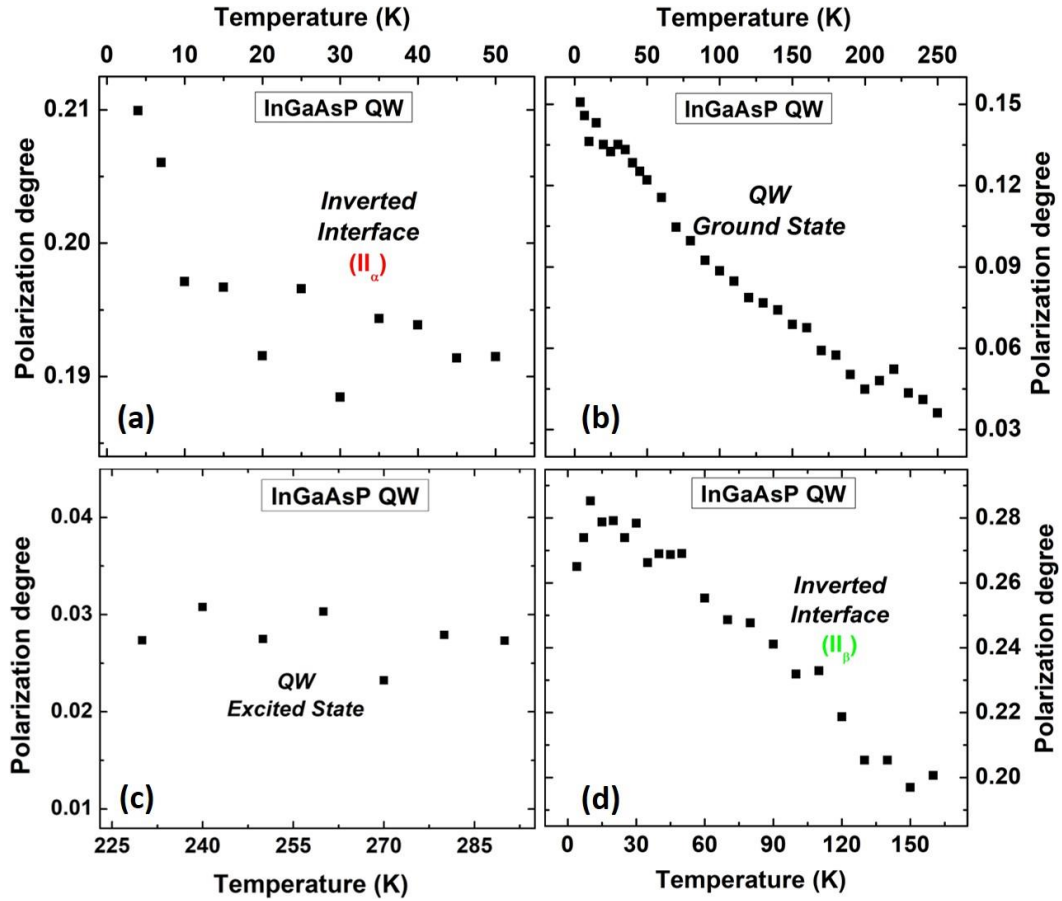 Temperature (K)
0 10 20 30 40 50
InGaAsP QW
0.21
0.20
0.19
Polarization degree
Inverted
Interface
(II_α)
(a)
Temperature (K)
0 50 100 150 200 250
InGaAsP QW
QW
Ground State
0.15
0.12
0.09
0.06
0.03
Polarization degree
(b)
InGaAsP QW
0.04
0.03
0.02
0.01
Polarization degree
QW
Excited State
(c)
225 240 255 270 285
Temperature (K)
InGaAsP QW
Inverted
Interface
(II_β)
0.28
0.26
0.24
0.22
0.20
Polarization degree
(d)
0 30 60 90 120 150
Temperature (K)